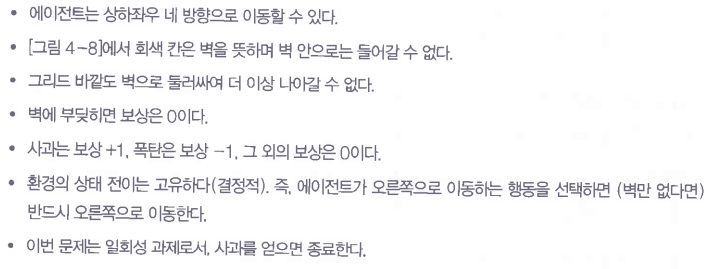 • 에이전트는 상하좌우 네 방향으로 이동할 수 있다.
• [그림 4-8]에서 회색 칸은 벽을 뜻하며 벽 안으로는 들어갈 수 없다.
• 그리드 바깥도 벽으로 둘러싸여 더 이상 나아갈 수 없다.
• 벽에 부딪히면 보상은 0이다.
• 사과는 보상 +1, 폭탄은 보상 -1, 그 외의 보상은 0이다.
• 환경의 상태 전이는 고유하다(결정적). 즉, 에이전트가 오른쪽으로 이동하는 행동을 선택하면 (벽만 없다면)
반드시 오른쪽으로 이동한다.
• 이번 문제는 일회성 과제로서, 사과를 얻으면 종료한다.